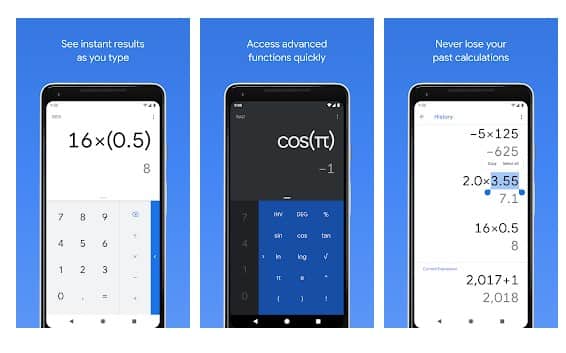 See instant results
as you type
16×(0.5)
8
7 8 9
4 5 6 ÷
1 2 3 ×
0 . = +
Access advanced
functions quickly
RAD
cos(π)
−1
7 INV DEG %
4 sin cos tan
1 ln log √
π e ^
0 ( ) !
Never lose your
past calculations
History
−5×125
−625
Copy Select all
2.0×3.55
7.1
16×0.5
8
Current Expression
2,017+1
2,018